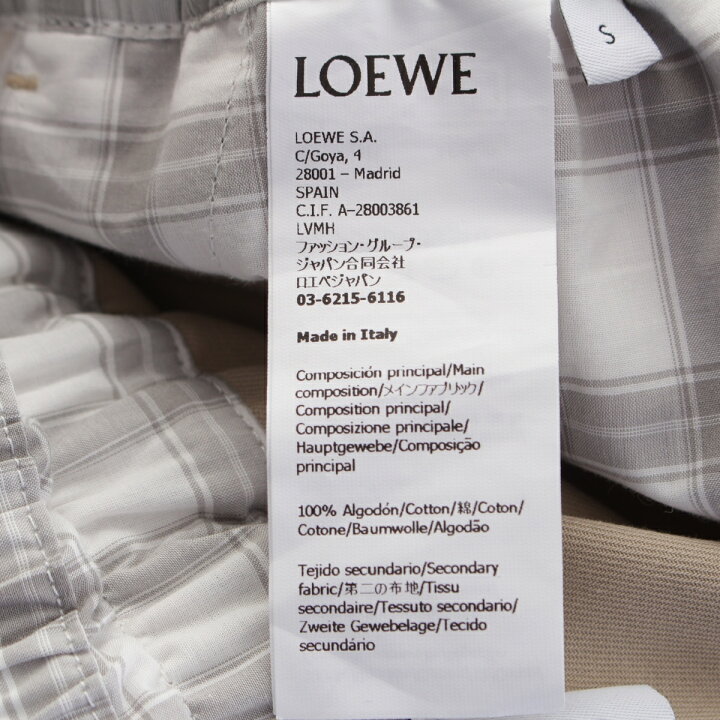 S
LOEWE
LOEWE S.A.
C/Goya, 4
28001 – Madrid
SPAIN
C.I.F. A–28003861
LVMH
ファッション・グループ・
ジャパン合同会社
ロエベジャパン
03-6215-6116
Made in Italy
Composición principal/Main
composition/メインファブリック/
Composition principal/
Composizione principale/
Hauptgewebe/Composição
principal
100% Algodón/Cotton/綿/Coton/
Cotone/Baumwolle/Algodão
Tejido secundario/Secondary
fabric/第二の布地/Tissu
secondaire/Tessuto secondario/
Zweite Gewebelage/Tecido
secundário